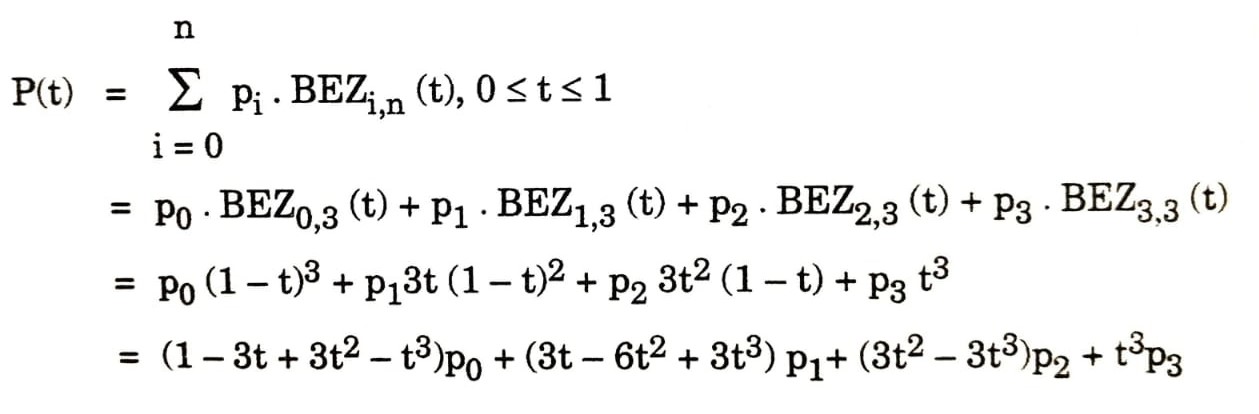 n
P(t) = Σ pᵢ . BEZᵢ,ₙ (t), 0 ≤ t ≤ 1
i = 0
= p₀ . BEZ₀,₃ (t) + p₁ . BEZ₁,₃ (t) + p₂ . BEZ₂,₃ (t) + p₃ . BEZ₃,₃ (t)
= p₀ (1 – t)³ + p₁3t (1 – t)² + p₂ 3t² (1 – t) + p₃ t³
= (1 – 3t + 3t² – t³)p₀ + (3t – 6t² + 3t³) p₁+ (3t² – 3t³)p₂ + t³p₃